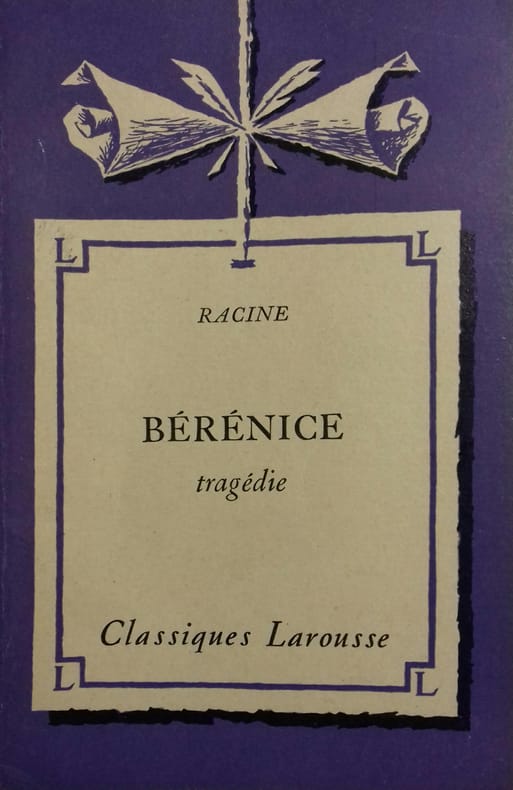 L L
RACINE
BÉRÉNICE
tragédie
Classiques Larousse
L L